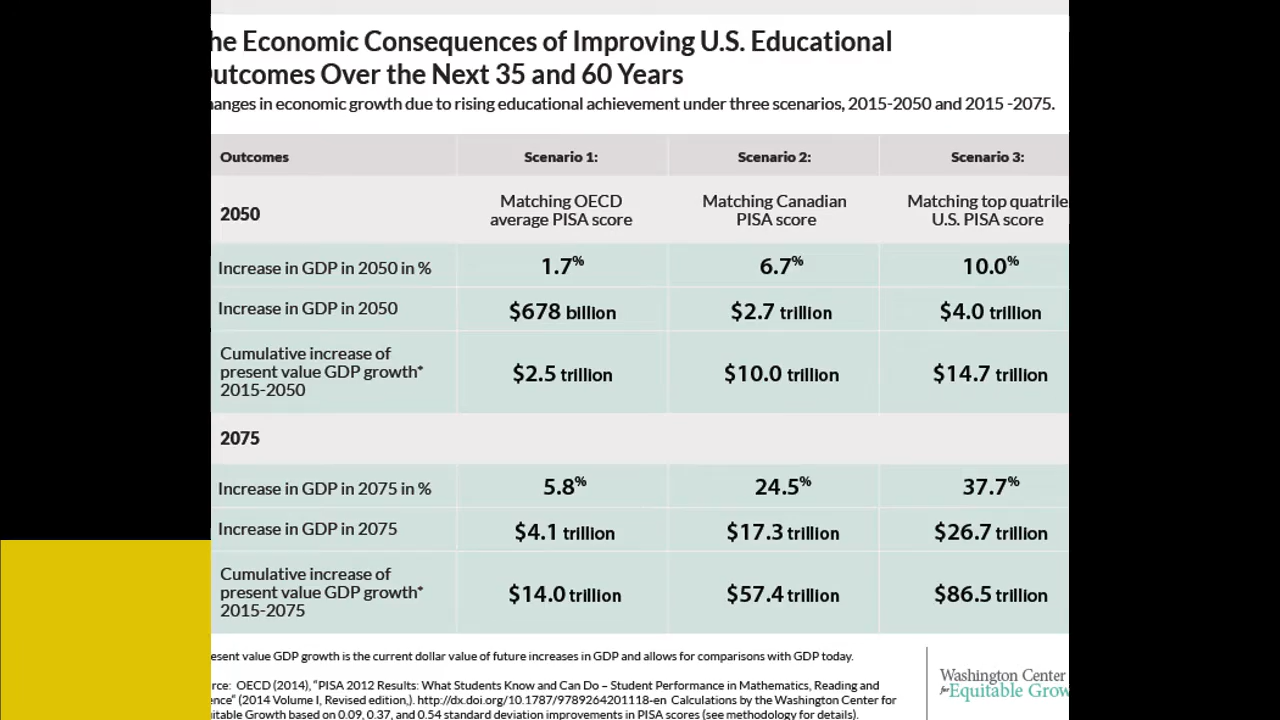 he Economic Consequences of Improving U.S. Educational
utcomes Over the Next 35 and 60 Years
anges in economic growth due to rising educational achievement under three scenarios, 2015-2050 and 2015 -2075.
Outcomes Scenario 1: Scenario 2: Scenario 3:
2050 Matching OECD average PISA score Matching Canadian PISA score Matching top quatrile U.S. PISA score
Increase in GDP in 2050 in % 1.7% 6.7% 10.0%
Increase in GDP in 2050 $678 billion $2.7 trillion $4.0 trillion
Cumulative increase of
present value GDP growth* $2.5 trillion $10.0 trillion $14.7 trillion
2015-2050
2075
Increase in GDP in 2075 in % 5.8% 24.5% 37.7%
Increase in GDP in 2075 $4.1 trillion $17.3 trillion $26.7 trillion
Cumulative increase of
present value GDP growth* $14.0 trillion $57.4 trillion $86.5 trillion
2015-2075
esent value GDP growth is the current dollar value of future increases in GDP and allows for comparisons with GDP today.
rce: OECD (2014), “PISA 2012 Results: What Students Know and Can Do – Student Performance in Mathematics, Reading and
ence” (2014 Volume I, Revised edition,). http://dx.doi.org/10.1787/9789264201118-en Calculations by the Washington Center for
itable Growth based on 0.09, 0.37, and 0.54 standard deviation improvements in PISA scores (see methodology for details).
Washington Center
for Equitable Grow